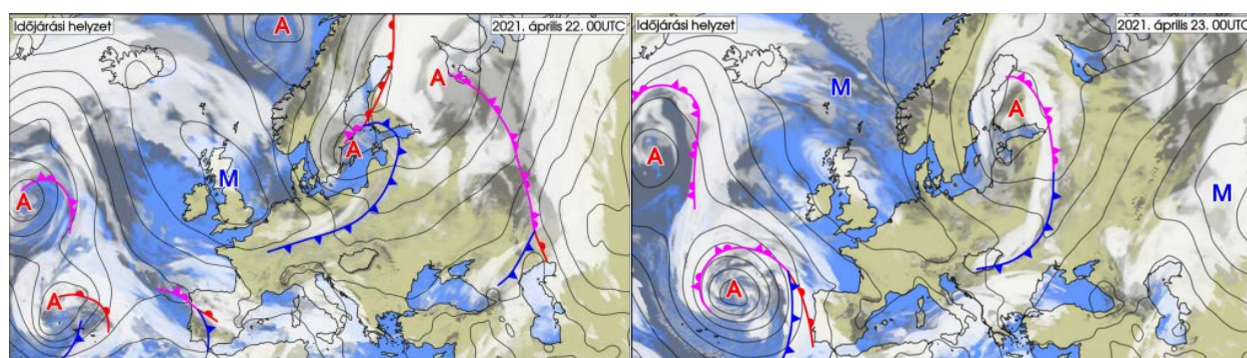 Időjárási helyzet
2021. április 22. 00UTC
A
A
A
M
A
A
Időjárási helyzet
2021. április 23. 00UTC
M
A
A
M
A